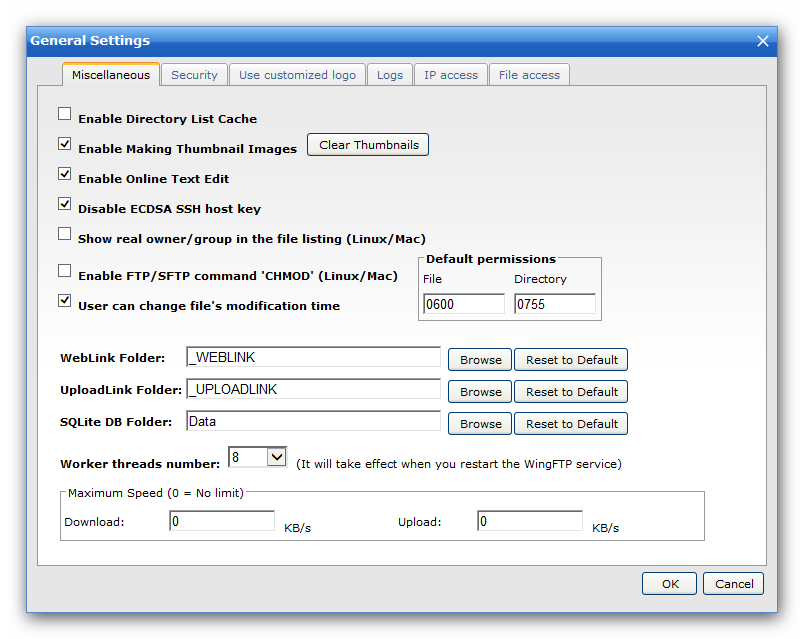 General Settings
Miscellaneous Security Use customized logo Logs IP access File access
Enable Directory List Cache
Enable Making Thumbnail Images Clear Thumbnails
Enable Online Text Edit
Disable ECDSA SSH host key
Show real owner/group in the file listing (Linux/Mac)
Default permissions
Enable FTP/SFTP command 'CHMOD' (Linux/Mac) File Directory
User can change file's modification time 0600 0755
WebLink Folder: _WEBLINK Browse Reset to Default
UploadLink Folder: _UPLOADLINK Browse Reset to Default
SQLite DB Folder: Data Browse Reset to Default
Worker threads number: 8 (It will take effect when you restart the WingFTP service)
Maximum Speed (0 = No limit)
Download: 0 KB/s Upload: 0 KB/s
OK Cancel